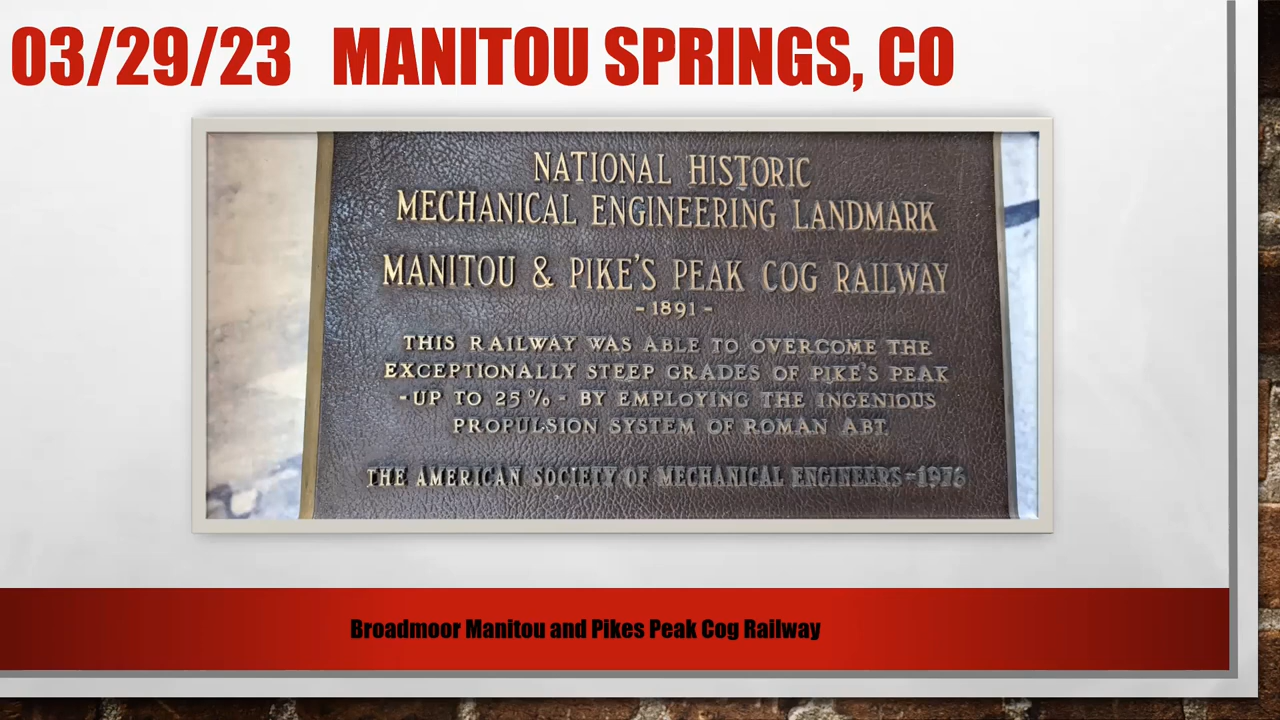 03/29/23 MANITOU SPRINGS, CO
NATIONAL HISTORIC
MECHANICAL ENGINEERING LANDMARK
MANITOU & PIKE'S PEAK COG RAILWAY
- 1891 -
THIS RAILWAY WAS ABLE TO OVERCOME THE
EXCEPTIONALLY STEEP GRADES OF PIKE'S PEAK
-UP TO 25% - BY EMPLOYING THE INGENIOUS
PROPULSION SYSTEM OF ROMAN ABT.
THE AMERICAN SOCIETY OF MECHANICAL ENGINEERS-1976
Broadmoor Manitou and Pikes Peak Cog Railway